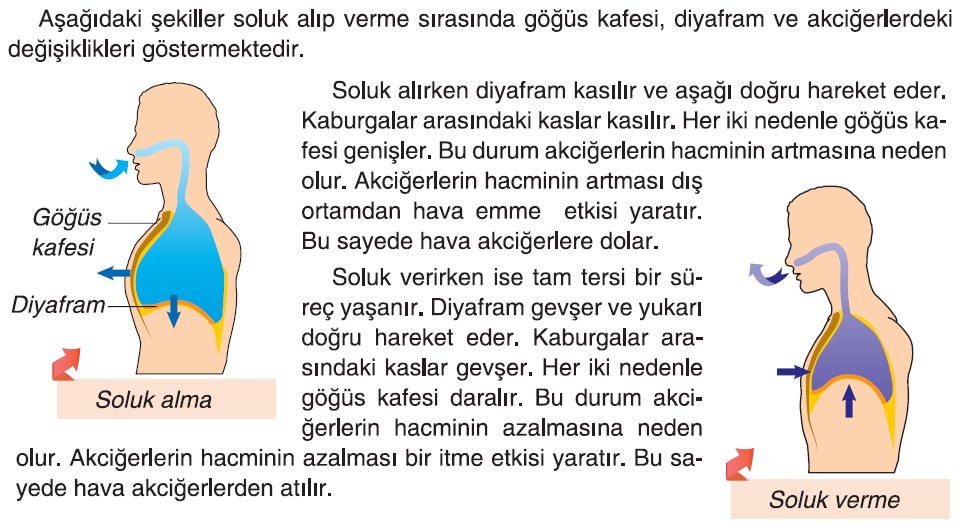 Aşağıdaki şekiller soluk alıp verme sırasında göğüs kafesi, diyafram ve akciğerlerdeki
değişiklikleri göstermektedir.
Soluk alırken diyafram kasılır ve aşağı doğru hareket eder.
Kaburgalar arasındaki kaslar kasılır. Her iki nedenle göğüs ka-
fesi genişler. Bu durum akciğerlerin hacminin artmasına neden
olur. Akciğerlerin hacminin artması dış
ortamdan hava emme etkisi yaratır.
Bu sayede hava akciğerlere dolar.
Göğüs
kafesi
Diyafram
Soluk alma
Soluk verirken ise tam tersi bir sü-
reç yaşanır. Diyafram gevşer ve yukarı
doğru hareket eder. Kaburgalar ara-
sındaki kaslar gevşer. Her iki nedenle
göğüs kafesi daralır. Bu durum akci-
ğerlerin hacminin azalmasına neden
olur. Akciğerlerin hacminin azalması bir itme etkisi yaratır. Bu sa-
yede hava akciğerlerden atılır.
Soluk verme